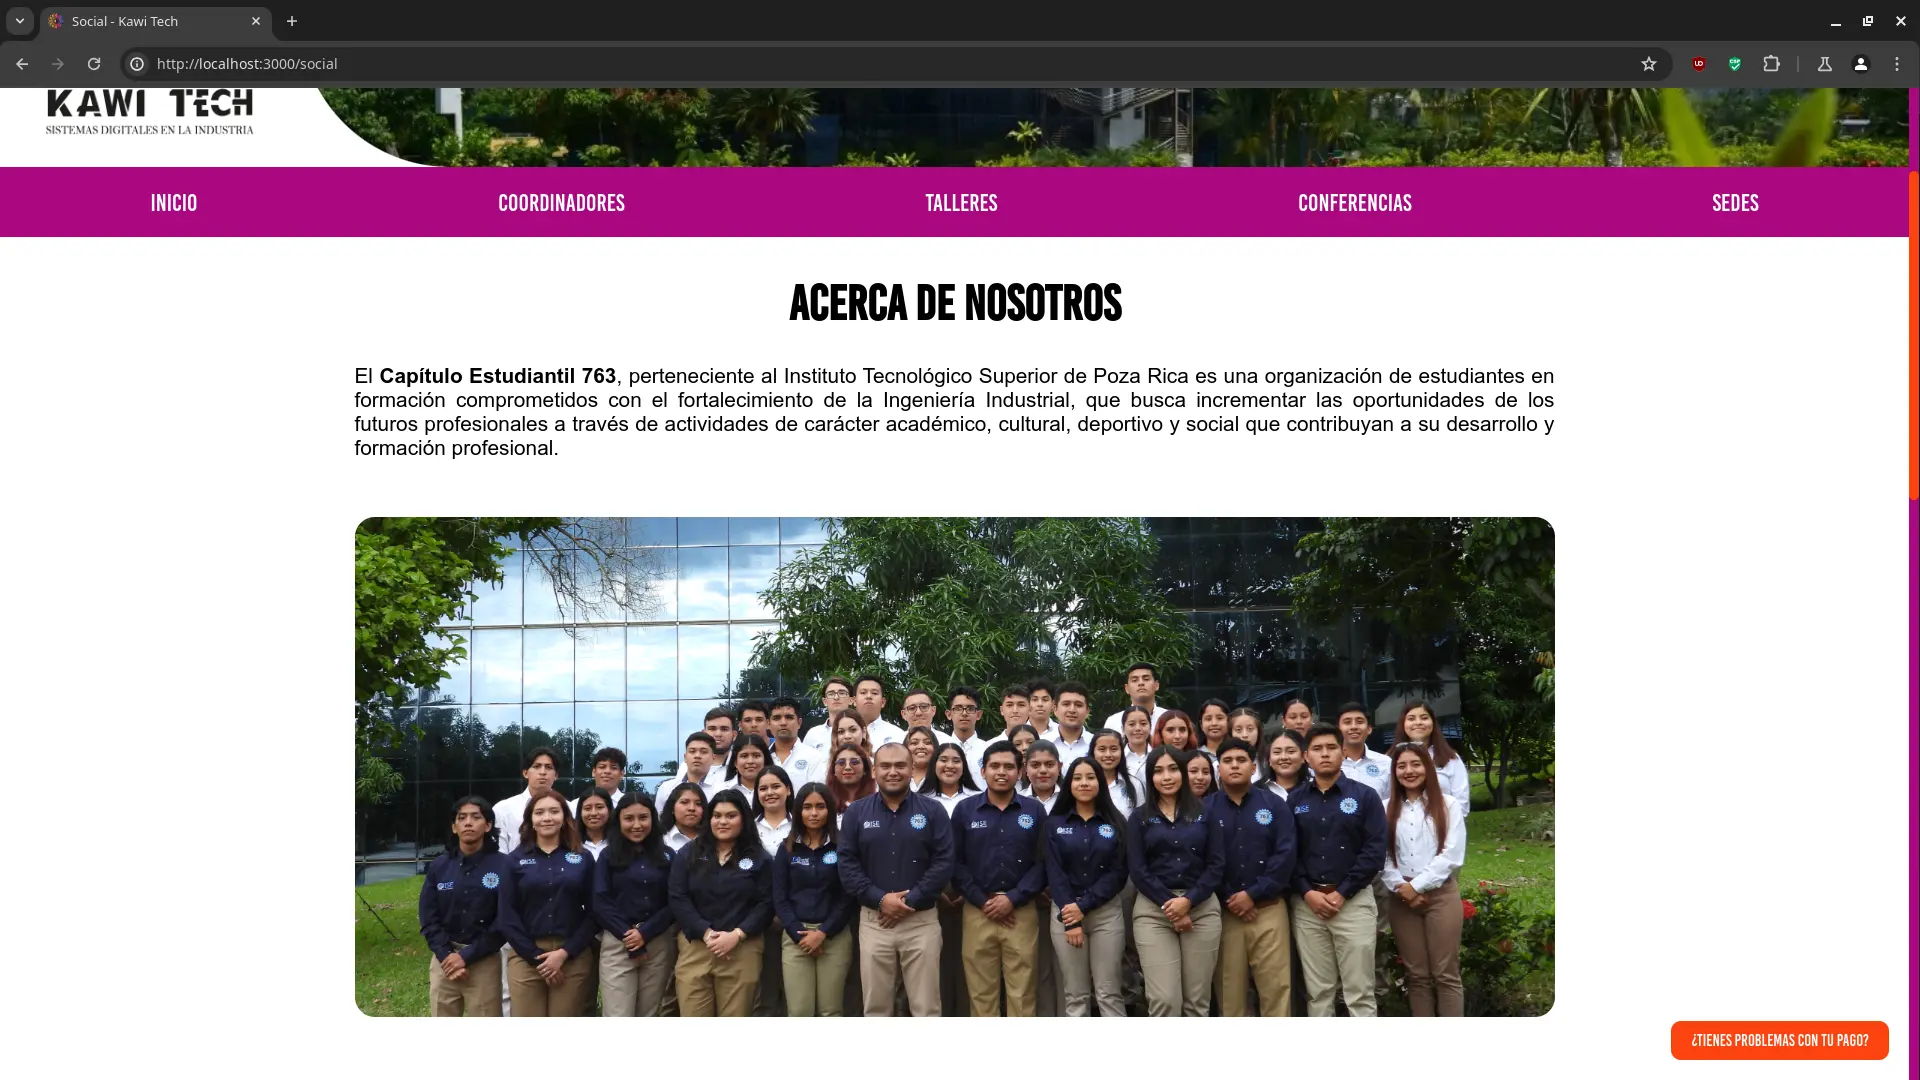 Social - Kawi Tech
http://localhost:3000/social
KAWI TECH
SISTEMAS DIGITALES EN LA INDUSTRIA
INICIO COORDINADORES TALLERES CONFERENCIAS SEDES
ACERCA DE NOSOTROS
El Capítulo Estudiantil 763, perteneciente al Instituto Tecnológico Superior de Poza Rica es una organización de estudiantes en
formación comprometidos con el fortalecimiento de la Ingeniería Industrial, que busca incrementar las oportunidades de los
futuros profesionales a través de actividades de carácter académico, cultural, deportivo y social que contribuyan a su desarrollo y
formación profesional.
763
¿TIENES PROBLEMAS CON TU PAGO?